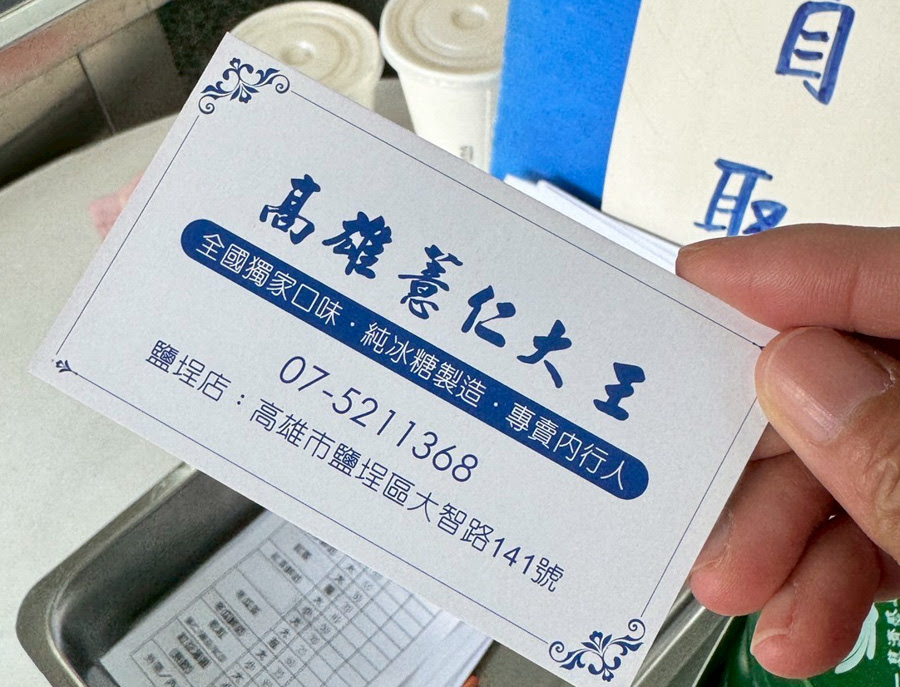 自
取
高雄薏仁大王
全國獨家口味·純冰糖製造·專賣內行人
07-5211368
鹽埕店：高雄市鹽埕區大智路141號